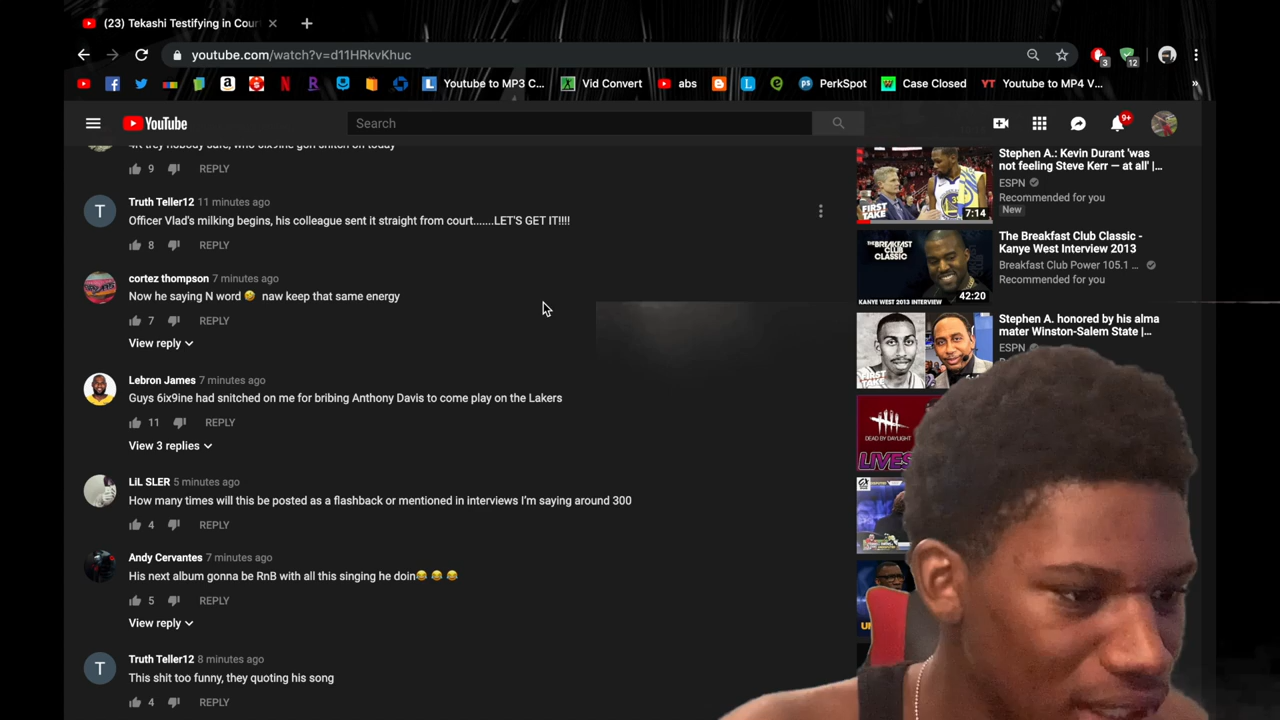 (23) Tekashi Testifying in Cour
youtube.com/watch?v=d11HRkvKhuc
3
12
Youtube to MP3 C...
Vid Convert
abs
PerkSpot
Case Closed
YT Youtube to MP4 V...
YouTube
Search
9+
4K trey nobody safe, who 6ix9ine gon snitch on today
9 REPLY
T
Truth Teller12 11 minutes ago
Officer Vlad's milking begins, his colleague sent it straight from court.......LET'S GET IT!!!!
8 REPLY
cortez thompson 7 minutes ago
Now he saying N word 🤣 naw keep that same energy
7 REPLY
View reply
Lebron James 7 minutes ago
Guys 6ix9ine had snitched on me for bribing Anthony Davis to come play on the Lakers
11 REPLY
View 3 replies
LiL SLER 5 minutes ago
How many times will this be posted as a flashback or mentioned in interviews I'm saying around 300
4 REPLY
Andy Cervantes 7 minutes ago
His next album gonna be RnB with all this singing he doin😂 😂 😂
5 REPLY
View reply
T
Truth Teller12 8 minutes ago
This shit too funny, they quoting his song
4 REPLY
FIRST
TAKE
7:14
Stephen A.: Kevin Durant 'was
not feeling Steve Kerr — at all' |...
ESPN
Recommended for you
New
THE BREAKFAST CLUB
CLASSIC
KANYE WEST 2013 INTERVIEW
42:20
The Breakfast Club Classic -
Kanye West Interview 2013
Breakfast Club Power 105.1 ...
Recommended for you
FIRST
TAKE
Stephen A. honored by his alma
mater Winston-Salem State |...
ESPN
DEAD BY DAYLIGHT
LIVES